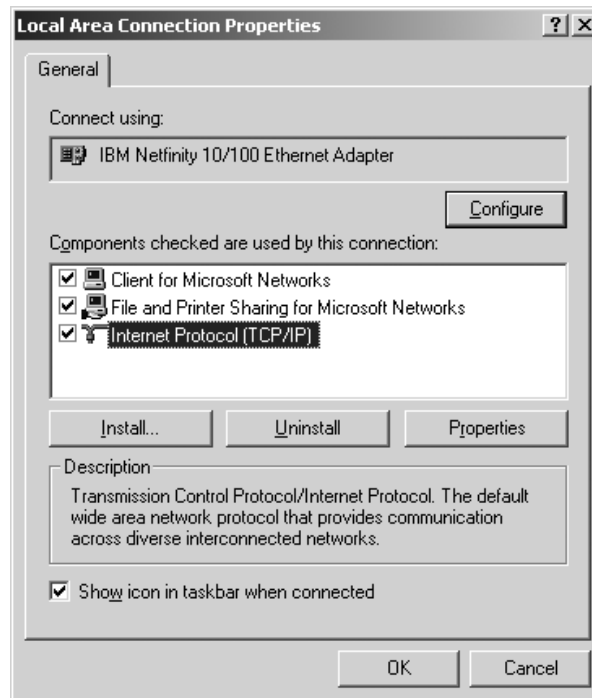 Local Area Connection Properties
General
Connect using:
IBM Netfinity 10/100 Ethernet Adapter
Configure
Components checked are used by this connection:
Client for Microsoft Networks
File and Printer Sharing for Microsoft Networks
Internet Protocol (TCP/IP)
Install... Uninstall Properties
Description
Transmission Control Protocol/Internet Protocol. The default
wide area network protocol that provides communication
across diverse interconnected networks.
Show icon in taskbar when connected
OK Cancel